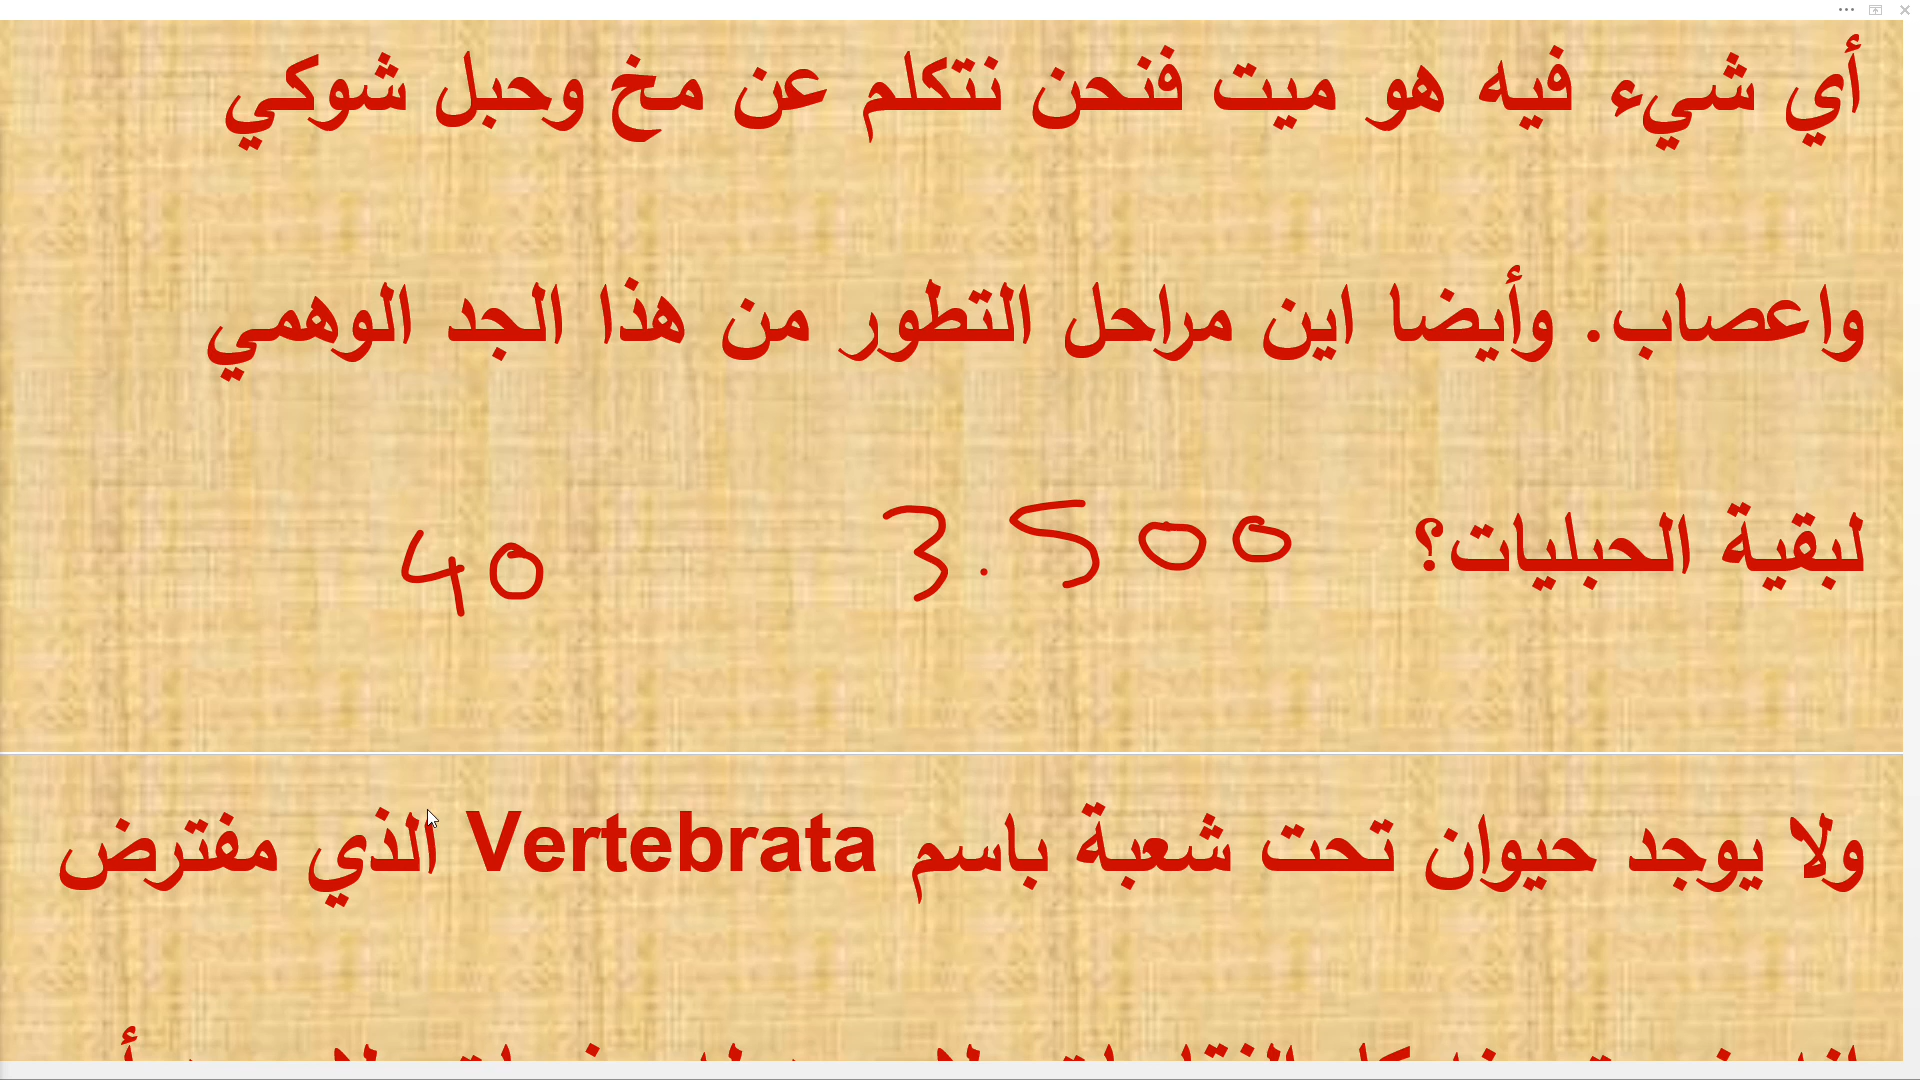 أي شيء فيه هو ميت فنحن نتكلم عن مخ وحبل شوكي
واعصاب. وأيضا اين مراحل التطور من هذا الجد الوهمي
لبقية الحبليات؟
3.500
40
ولا يوجد حيوان تحت شعبة باسم Vertebrata الذي مفترض